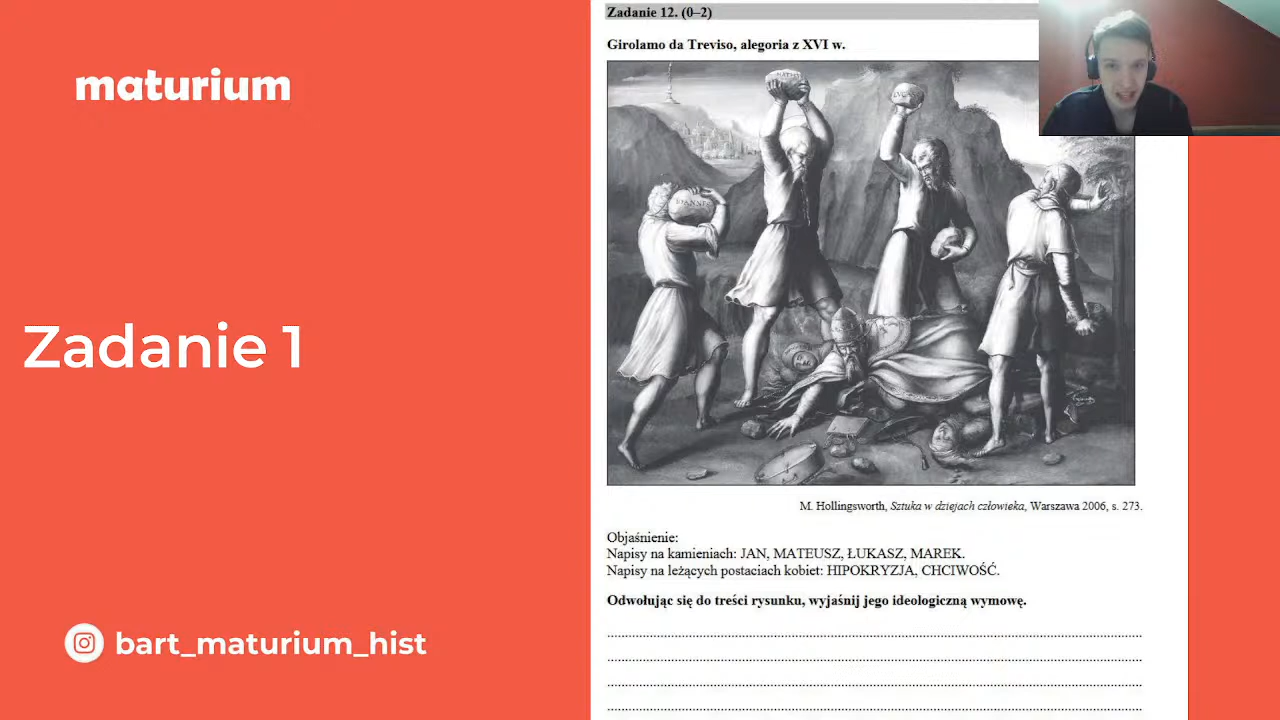 maturium
Zadanie 1
bart_maturium_hist
Zadanie 12. (0–2)
Girolamo da Treviso, alegoria z XVI w.
IOANNES
M. Hollingsworth, Sztuka w dziejach człowieka, Warszawa 2006, s. 273.
Objaśnienie:
Napisy na kamieniach: JAN, MATEUSZ, ŁUKASZ, MAREK.
Napisy na leżących postaciach kobiet: HIPOKRYZJA, CHCIWOŚĆ.
Odwołując się do treści rysunku, wyjaśnij jego ideologiczną wymowę.